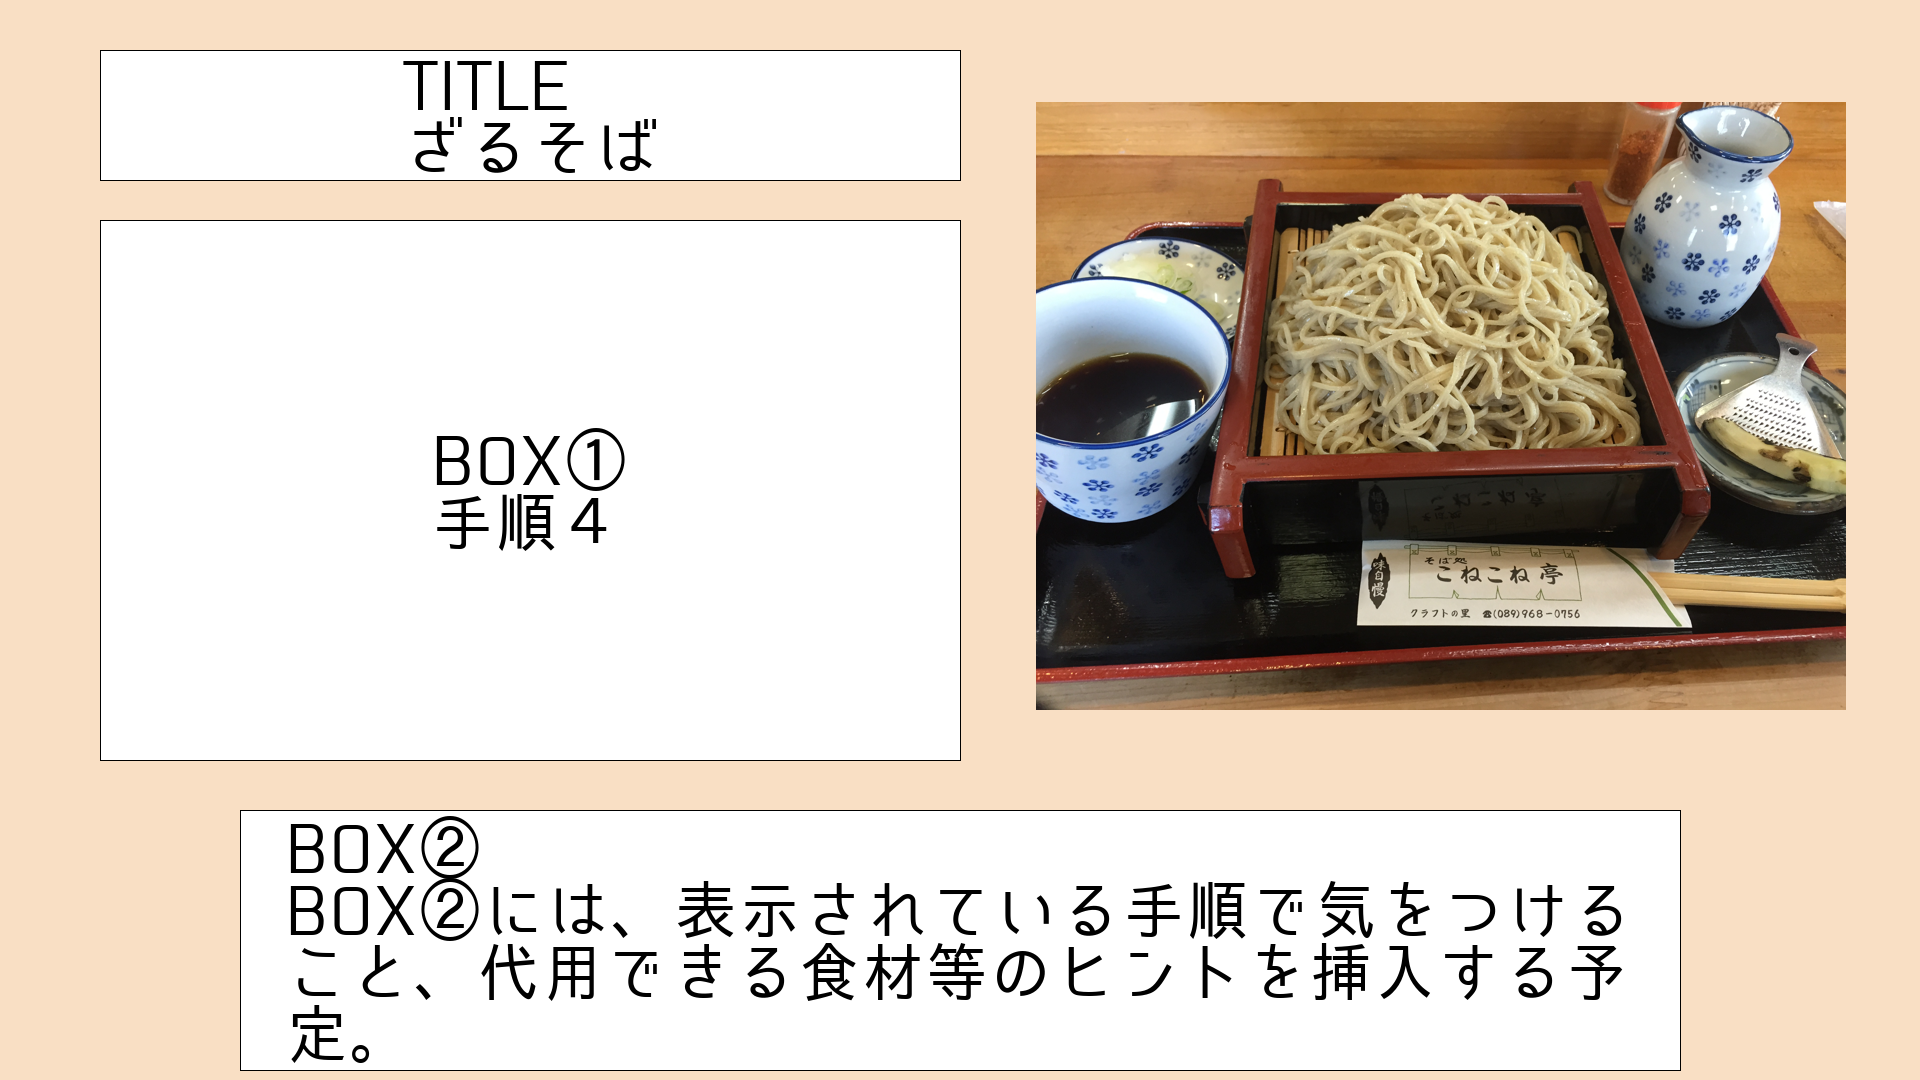 TITLE
ざるそば
BOX①
手順４
BOX②
BOX②には、表示されている手順で気をつける
こと、代用できる食材等のヒントを挿入する予
定。
味自慢
そば処
こねこね亭
クラフトの里 ☎(089)968-0756